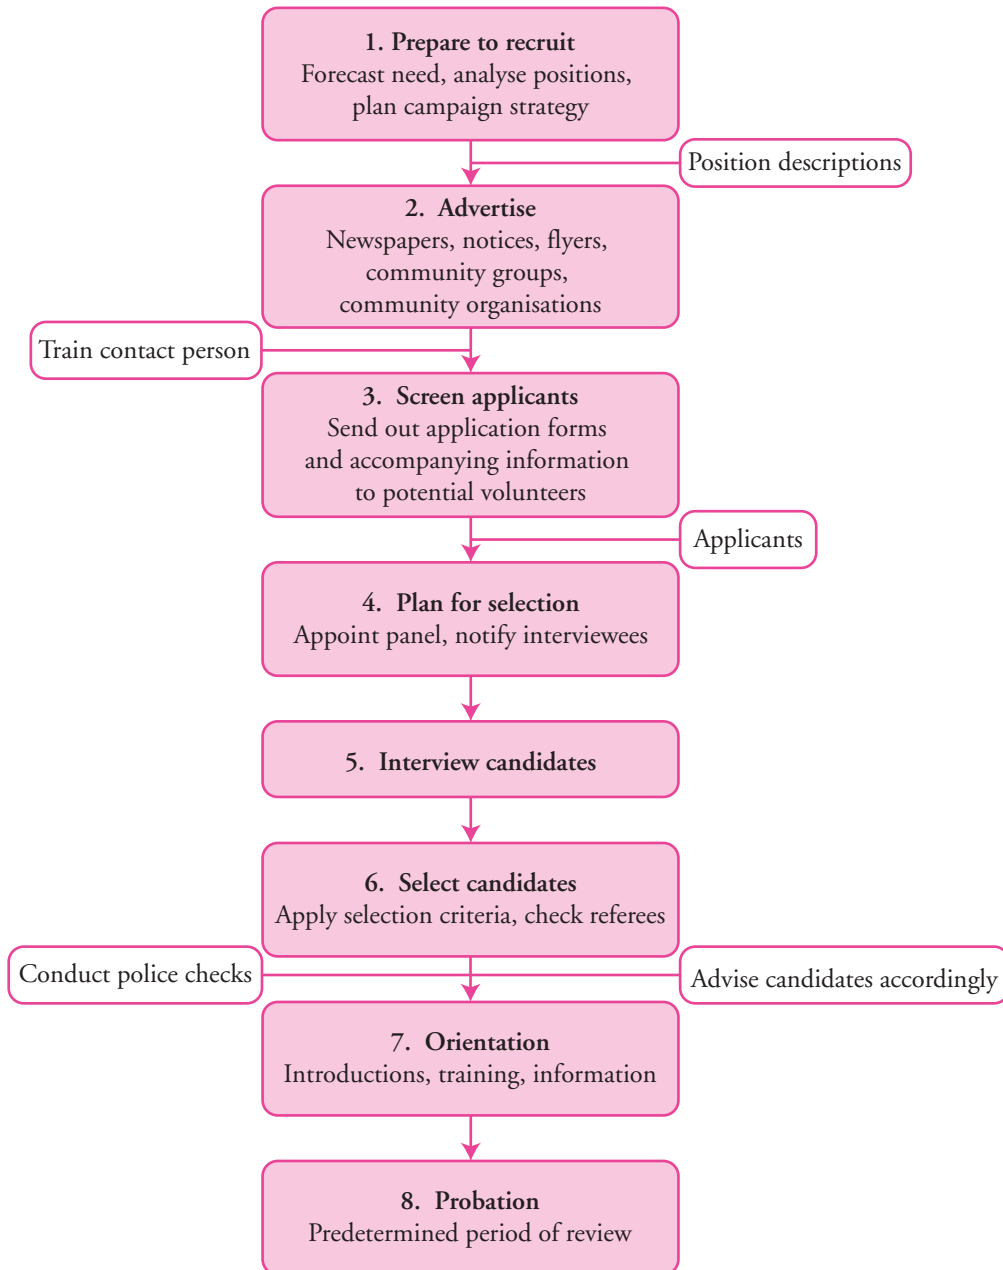 1. Prepare to recruit
Forecast need, analyse positions,
plan campaign strategy
Position descriptions
2. Advertise
Newspapers, notices, flyers,
community groups,
community organisations
Train contact person
3. Screen applicants
Send out application forms
and accompanying information
to potential volunteers
Applicants
4. Plan for selection
Appoint panel, notify interviewees
5. Interview candidates
6. Select candidates
Apply selection criteria, check referees
Conduct police checks
Advise candidates accordingly
7. Orientation
Introductions, training, information
8. Probation
Predetermined period of review